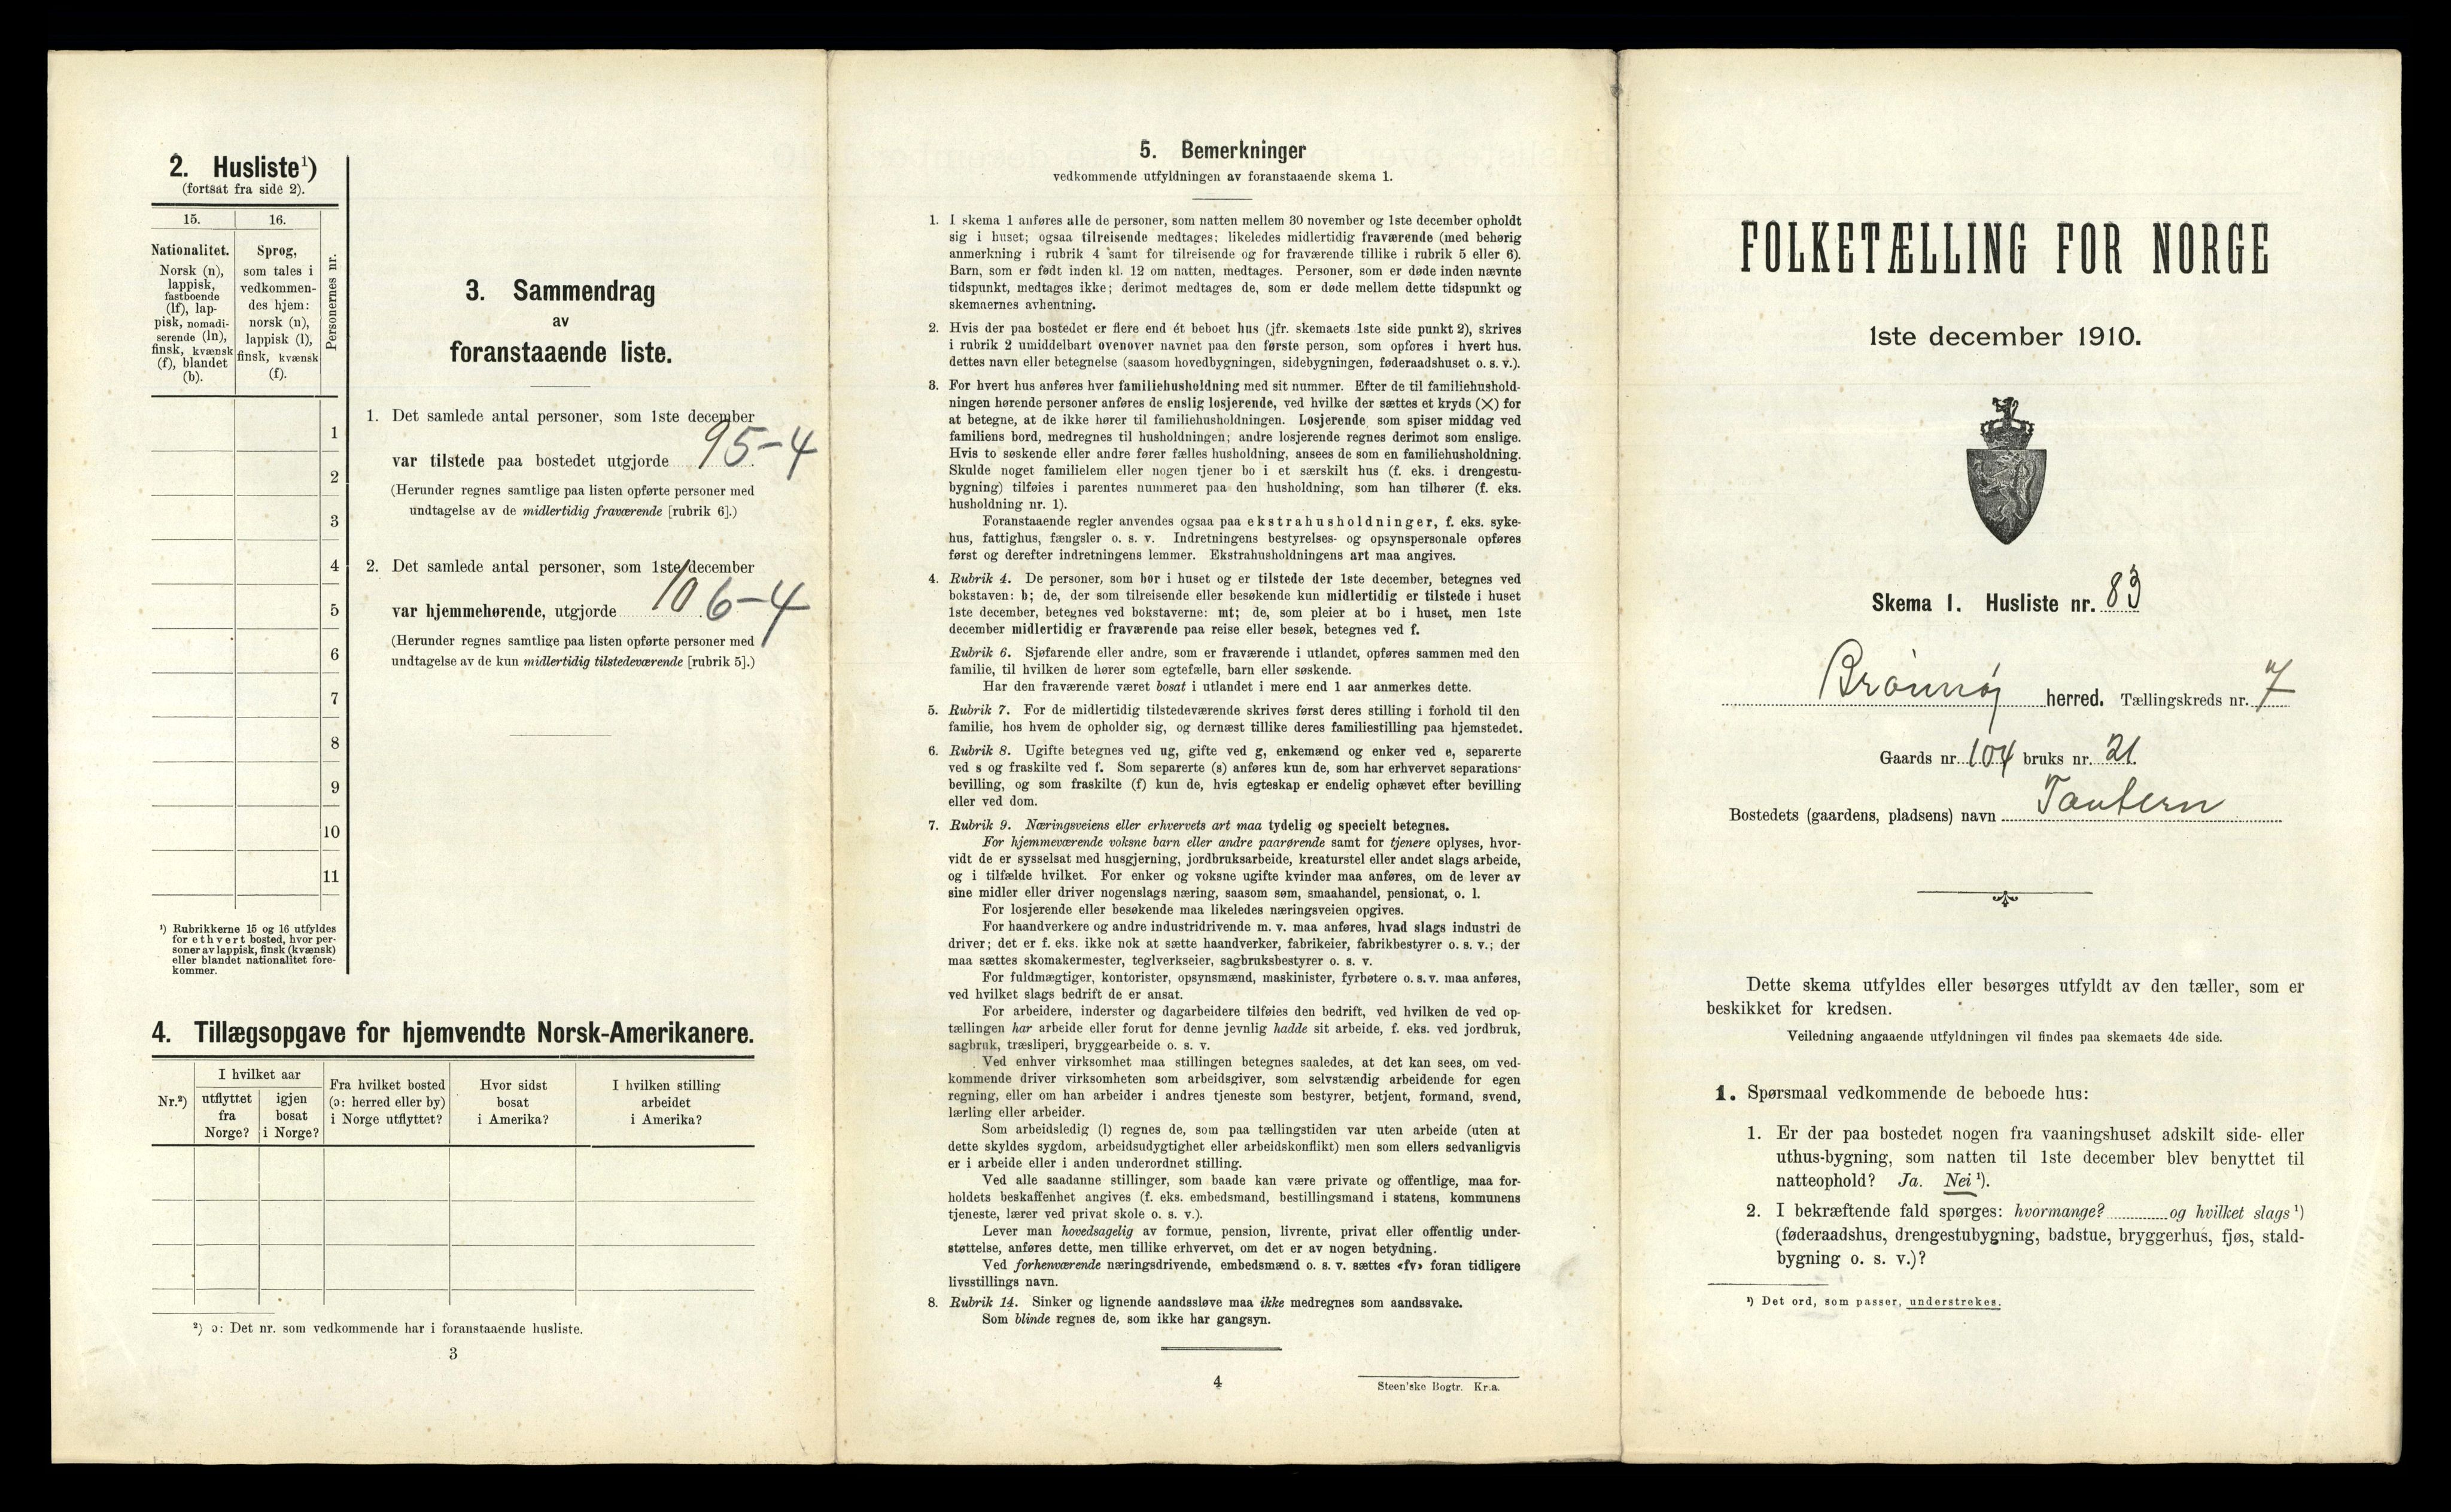 2. Husliste¹)
(fortsat fra side 2).
15.
16.
Nationalitet.
Norsk (n),
lappisk,
fastboende
(lf), lap-
pisk, nomadi-
serende (ln),
finsk, kvænsk
(f), blandet
(b).
Sprog,
som tales i
vedkommen-
des hjem:
norsk (n),
lappisk (l),
finsk, kvænsk
(f).
Personernes nr.
1
2
3
4
5
6
7
8
9
10
11
¹) Rubrikkerne 15 og 16 utfyldes
for ethvert bosted, hvor per-
soner av lappisk, finsk (kvænsk)
eller blandet nationalitet fore-
kommer.
3. Sammendrag
av
foranstaaende liste.
1. Det samlede antal personer, som 1ste december
var tilstede paa bostedet utgjorde 9 5-4
(Herunder regnes samtlige paa listen opførte personer med
undtagelse av de midlertidig fraværende [rubrik 6].)
2. Det samlede antal personer, som 1ste december
var hjemmehørende, utgjorde 10 6-4
(Herunder regnes samtlige paa listen opførte personer med
undtagelse av de kun midlertidig tilstedeværende [rubrik 5].)
4. Tillægsopgave for hjemvendte Norsk-Amerikanere.
Nr.²)
I hvilket aar
utflyttet
fra
Norge?
igjen
bosat
i Norge?
Fra hvilket bosted
(ɔ: herred eller by)
i Norge utflyttet?
Hvor sidst
bosat
i Amerika?
I hvilken stilling
arbeidet
i Amerika?
²) ɔ: Det nr. som vedkommende har i foranstaaende husliste.
3
5. Bemerkninger
vedkommende utfyldningen av foranstaaende skema 1.
1. I skema 1 anføres alle de personer, som natten mellem 30 november og 1ste december opholdt
sig i huset; ogsaa tilreisende medtages; likeledes midlertidig fraværende (med behørig
anmerkning i rubrik 4 samt for tilreisende og for fraværende tillike i rubrik 5 eller 6).
Barn, som er født inden kl. 12 om natten, medtages. Personer, som er døde inden nævnte
tidspunkt, medtages ikke; derimot medtages de, som er døde mellem dette tidspunkt og
skemaernes avhentning.
2. Hvis der paa bostedet er flere end ét beboet hus (jfr. skemaets 1ste side punkt 2), skrives
i rubrik 2 umiddelbart ovenover navnet paa den første person, som opføres i hvert hus.
dettes navn eller betegnelse (saasom hovedbygningen, sidebygningen, føderaadshuset o. s. v.).
3. For hvert hus anføres hver familiehusholdning med sit nummer. Efter de til familiehushold-
ningen hørende personer anføres de enslig losjerende, ved hvilke der sættes et kryds (✕) for
at betegne, at de ikke hører til familiehusholdningen. Losjerende som spiser middag ved
familiens bord, medregnes til husholdningen; andre losjerende regnes derimot som enslige.
Hvis to søskende eller andre fører fælles husholdning, ansees de som en familiehusholdning.
Skulde noget familielem eller nogen tjener bo i et særskilt hus (f. eks. i drengestu-
bygning) tilføies i parentes nummeret paa den husholdning, som han tilhører (f. eks.
husholdning nr. 1).
Foranstaaende regler anvendes ogsaa paa ekstrahusholdninger, f. eks. syke-
hus, fattighus, fængsler o. s. v. Indretningens bestyrelses- og opsynspersonale opføres
først og derefter indretningens lemmer. Ekstrahusholdningens art maa angives.
4. Rubrik 4. De personer, som bor i huset og er tilstede der 1ste december, betegnes ved
bokstaven: b; de, der som tilreisende eller besøkende kun midlertidig er tilstede i huset
1ste december, betegnes ved bokstaverne: mt; de, som pleier at bo i huset, men 1ste
december midlertidig er fraværende paa reise eller besøk, betegnes ved f.
Rubrik 6. Sjøfarende eller andre, som er fraværende i utlandet, opføres sammen med den
familie, til hvilken de hører som egtefælle, barn eller søskende.
Har den fraværende været bosat i utlandet i mere end 1 aar anmerkes dette.
5. Rubrik 7. For de midlertidig tilstedeværende skrives først deres stilling i forhold til den
familie, hos hvem de opholder sig, og dernæst tillike deres familiestilling paa hjemstedet.
6. Rubrik 8. Ugifte betegnes ved ug, gifte ved g, enkemænd og enker ved e, separerte
ved s og fraskilte ved f. Som separerte (s) anføres kun de, som har erhvervet separations-
bevilling, og som fraskilte (f) kun de, hvis egteskap er endelig ophævet efter bevilling
eller ved dom.
7. Rubrik 9. Næringsveiens eller erhvervets art maa tydelig og specielt betegnes.
For hjemmeværende voksne barn eller andre paarørende samt for tjenere oplyses, hvor-
vidt de er sysselsat med husgjerning, jordbruksarbeide, kreaturstel eller andet slags arbeide,
og i tilfælde hvilket. For enker og voksne ugifte kvinder maa anføres, om de lever av
sine midler eller driver nogenslags næring, saasom søm, smaahandel, pensionat, o. l.
For losjerende eller besøkende maa likeledes næringsveien opgives.
For haandverkere og andre industridrivende m. v. maa anføres, hvad slags industri de
driver; det er f. eks. ikke nok at sætte haandverker, fabrikeier, fabrikbestyrer o. s. v.; der
maa sættes skomakermester, teglverkseier, sagbruksbestyrer o. s. v.
For fuldmægtiger, kontorister, opsynsmænd, maskinister, fyrbøtere o. s. v. maa anføres,
ved hvilket slags bedrift de er ansat.
For arbeidere, inderster og dagarbeidere tilføies den bedrift, ved hvilken de ved op-
tællingen har arbeide eller forut for denne jevnlig hadde sit arbeide, f. eks. ved jordbruk,
sagbruk, træsliperi, bryggearbeide o. s. v.
Ved enhver virksomhet maa stillingen betegnes saaledes, at det kan sees, om ved-
kommende driver virksomheten som arbeidsgiver, som selvstændig arbeidende for egen
regning, eller om han arbeider i andres tjeneste som bestyrer, betjent, formand, svend,
lærling eller arbeider.
Som arbeidsledig (l) regnes de, som paa tællingstiden var uten arbeide (uten at
dette skyldes sygdom, arbeidsudygtighet eller arbeidskonflikt) men som ellers sedvanligvis
er i arbeide eller i anden underordnet stilling.
Ved alle saadanne stillinger, som baade kan være private og offentlige, maa for-
holdets beskaffenhet angives (f. eks. embedsmand, bestillingsmand i statens, kommunens
tjeneste, lærer ved privat skole o. s. v.).
Lever man hovedsagelig av formue, pension, livrente, privat eller offentlig under-
støttelse, anføres dette, men tillike erhvervet, om det er av nogen betydning.
Ved forhenværende næringsdrivende, embedsmænd o. s. v. sættes «fv» foran tidligere
livsstillings navn.
8. Rubrik 14. Sinker og lignende aandssløve maa ikke medregnes som aandssvake.
Som blinde regnes de, som ikke har gangsyn.
4
Steen'ske Bogtr. Kr.a.
FOLKETÆLLING FOR NORGE
1ste december 1910.
Skema 1. Husliste nr. 83
Brønnøy herred. Tællingskreds nr. 7
Gaards nr. 104 bruks nr. 21
Bostedets (gaardens, pladsens) navn
Dette skema utfyldes eller besørges utfyldt av den tæller, som er
beskikket for kredsen.
Veiledning angaaende utfyldningen vil findes paa skemaets 4de side.
1. Spørsmaal vedkommende de beboede hus:
1. Er der paa bostedet nogen fra vaaningshuset adskilt side- eller
uthus-bygning, som natten til 1ste december blev benyttet til
natteophold? Ja. Nei ¹).
2. I bekræftende fald spørges: hvormange? og hvilket slags ¹)
(føderaadshus, drengestubygning, badstue, bryggerhus, fjøs, stald-
bygning o. s. v.)?
¹) Det ord, som passer, understrekes.